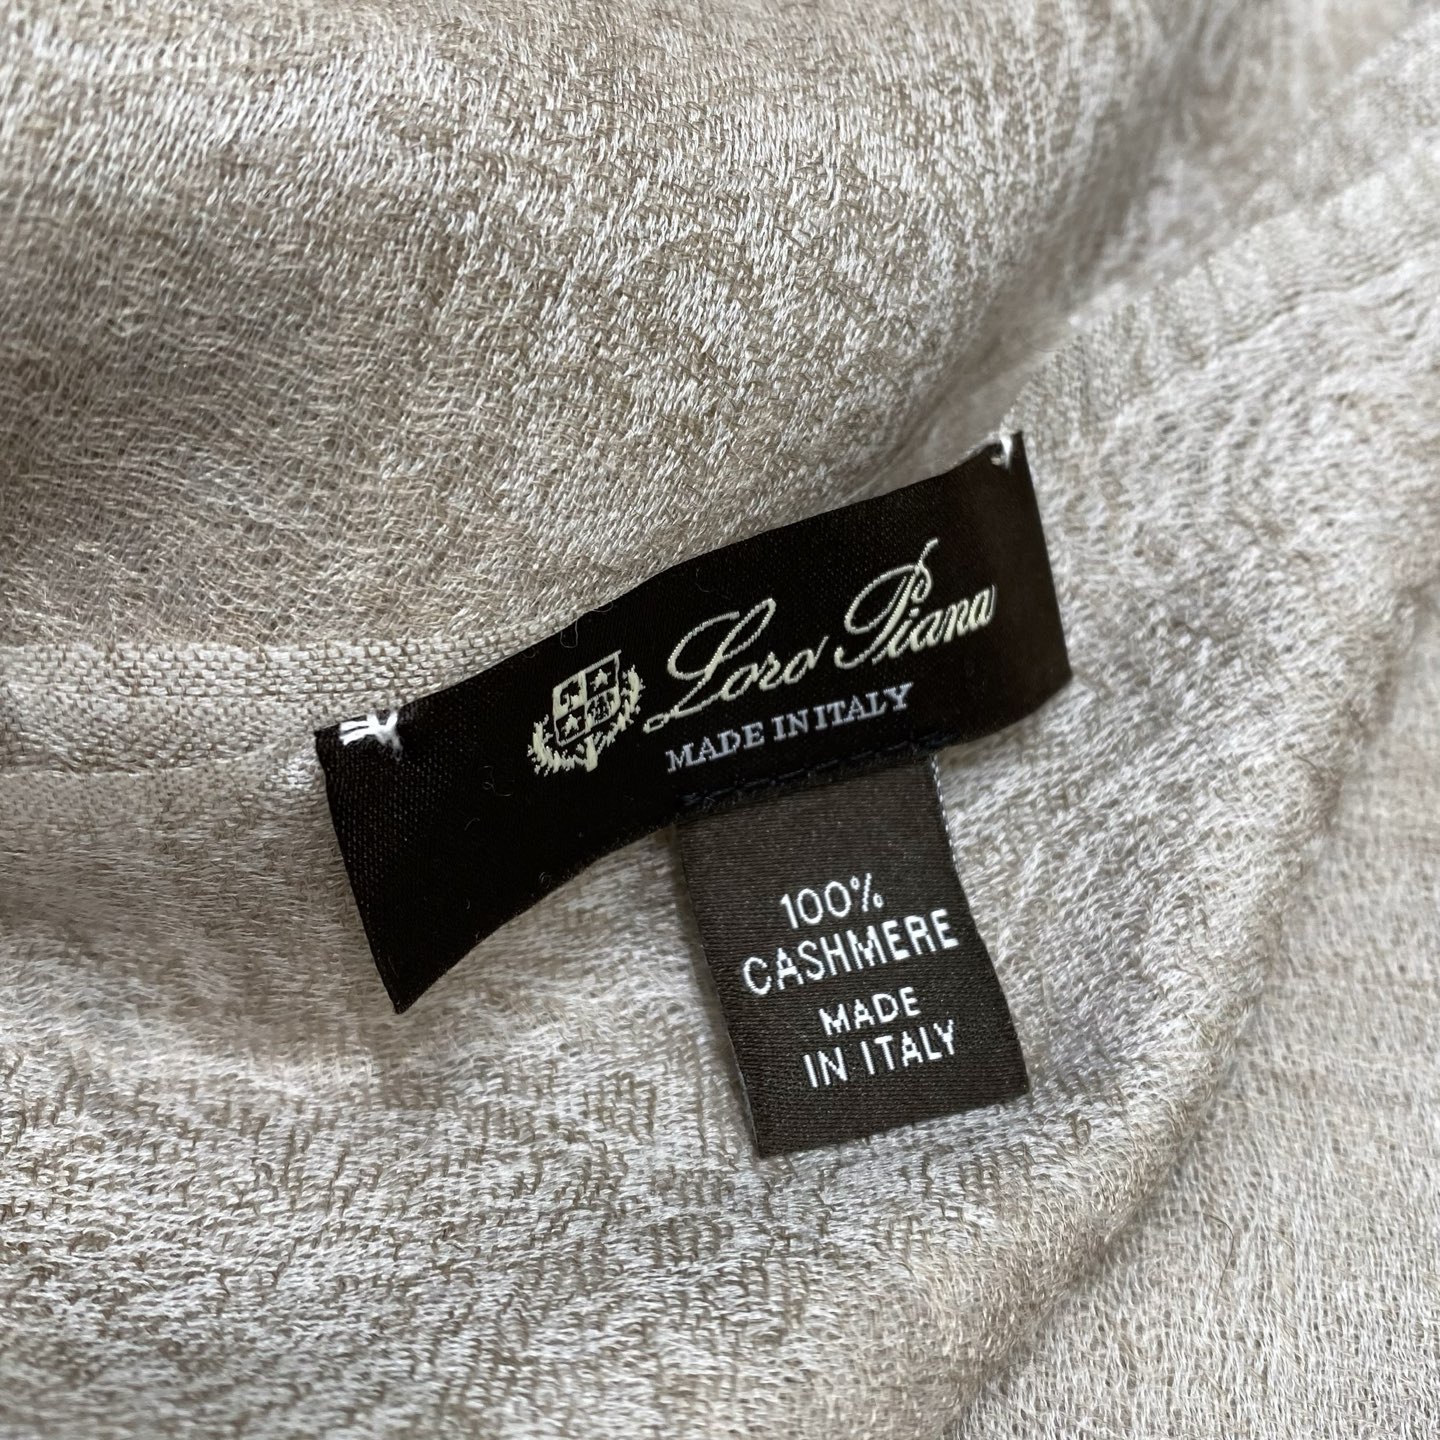 Loro Piana
MADE IN ITALY
100%
CASHMERE
MADE
IN ITALY